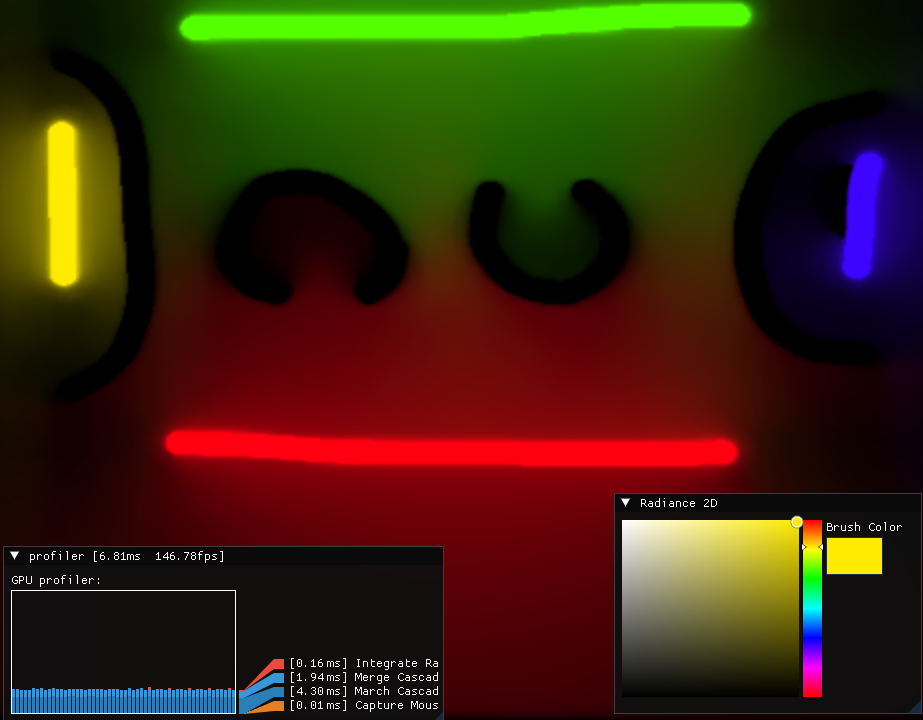 profiler [6.81ms 146.78fps]
GPU profiler:
[0.16ms] Integrate Ra
[1.94ms] Merge Cascad
[4.30ms] March Cascad
[0.01ms] Capture Mous
Radiance 2D
Brush Color